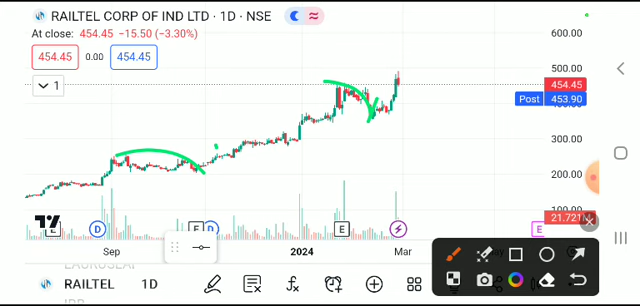 RAILTEL CORP OF IND LTD · 1D · NSE
At close: 454.45 −15.50 (−3.30%)
454.45 0.00 454.45
1
600.00
500.00
454.45
Post 453.90
300.00
200.00
100.00
21.721
E D E D E E
Sep 2024 Mar
RAILTEL 1D